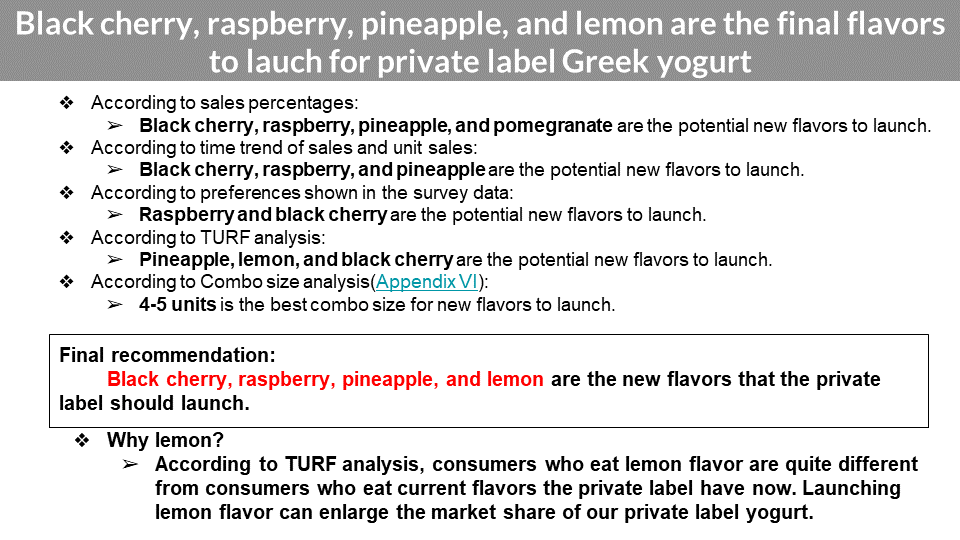 Black cherry, raspberry, pineapple, and lemon are the final flavors
to lauch for private label Greek yogurt
❖ According to sales percentages:
➢ Black cherry, raspberry, pineapple, and pomegranate are the potential new flavors to launch.
❖ According to time trend of sales and unit sales:
➢ Black cherry, raspberry, and pineapple are the potential new flavors to launch.
❖ According to preferences shown in the survey data:
➢ Raspberry and black cherry are the potential new flavors to launch.
❖ According to TURF analysis:
➢ Pineapple, lemon, and black cherry are the potential new flavors to launch.
❖ According to Combo size analysis(Appendix VI):
➢ 4-5 units is the best combo size for new flavors to launch.
Final recommendation:
Black cherry, raspberry, pineapple, and lemon are the new flavors that the private
label should launch.
❖ Why lemon?
➢ According to TURF analysis, consumers who eat lemon flavor are quite different
from consumers who eat current flavors the private label have now. Launching
lemon flavor can enlarge the market share of our private label yogurt.